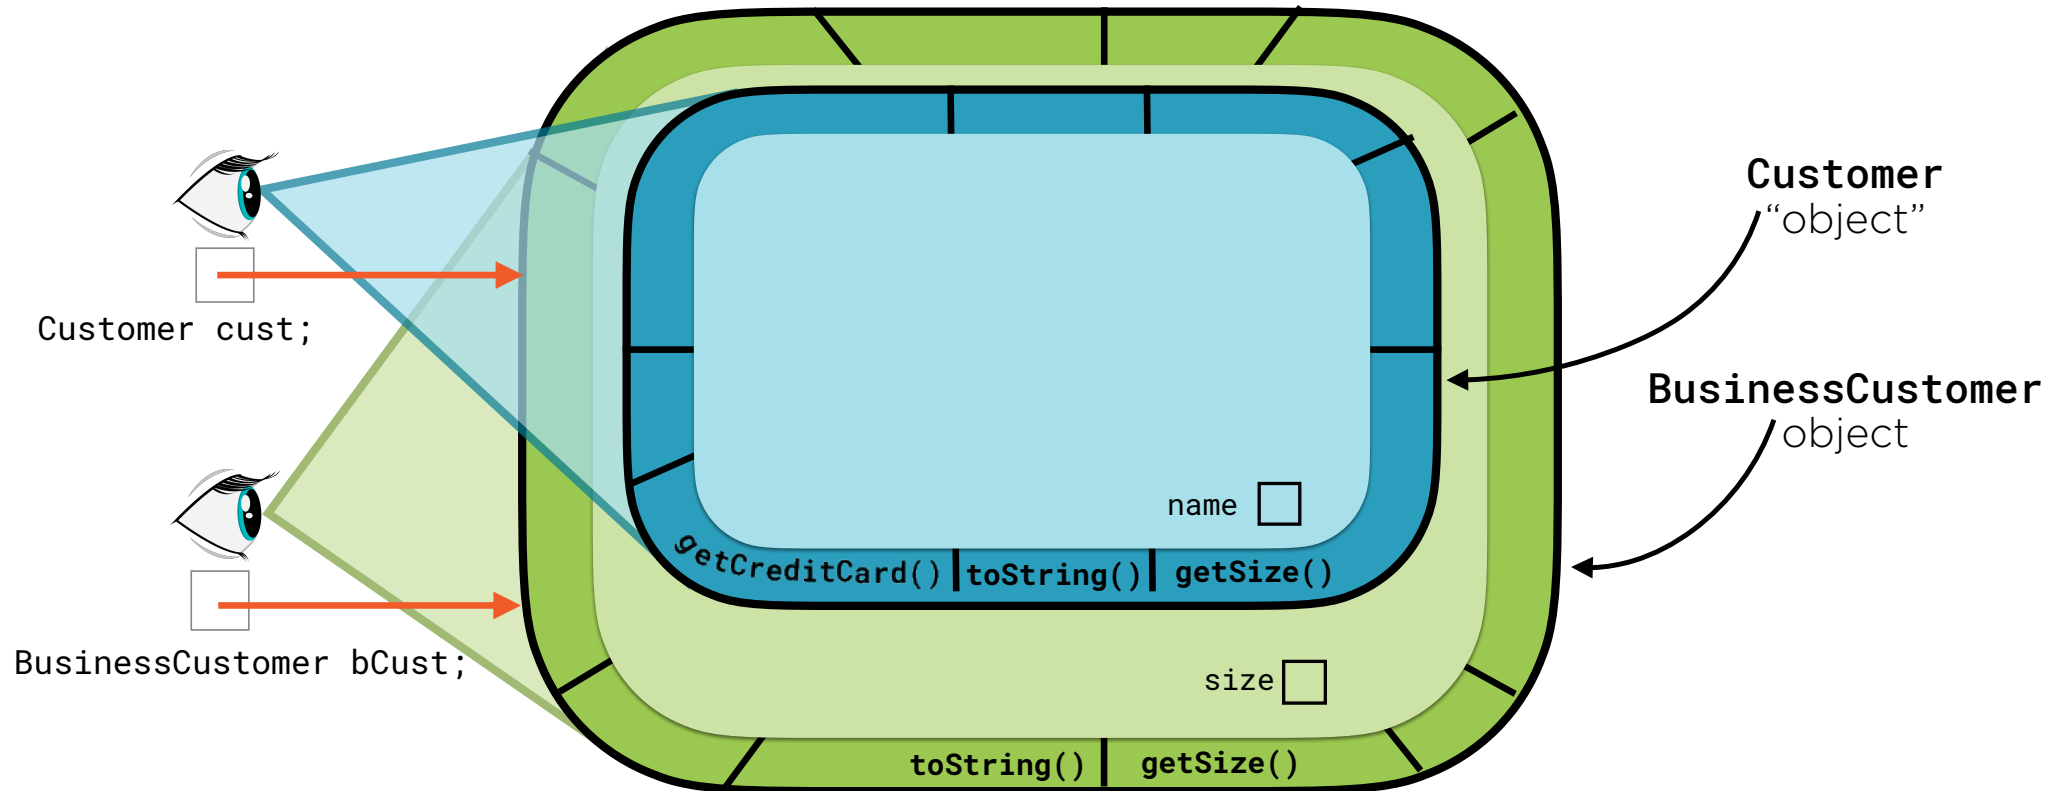 Customer
“object”
Customer cust;
BusinessCustomer
object
name
getCreditCard()
toString()
getSize()
BusinessCustomer bCust;
size
toString()
getSize()